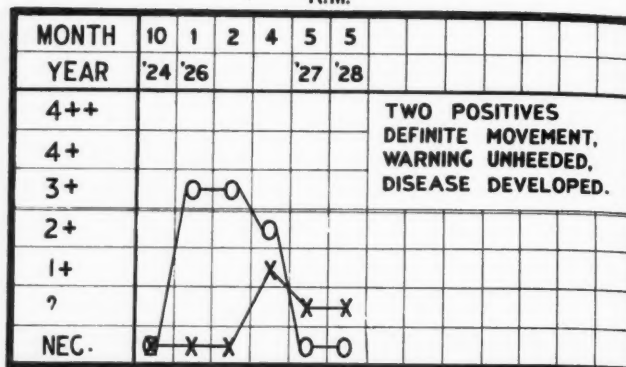 MONTH 10 1 2 4 5 5
YEAR '24 '26 '27 '28
4++
4+
3+
2+
1+
?
NEG.
TWO POSITIVES
DEFINITE MOVEMENT,
WARNING UNHEEDED,
DISEASE DEVELOPED.